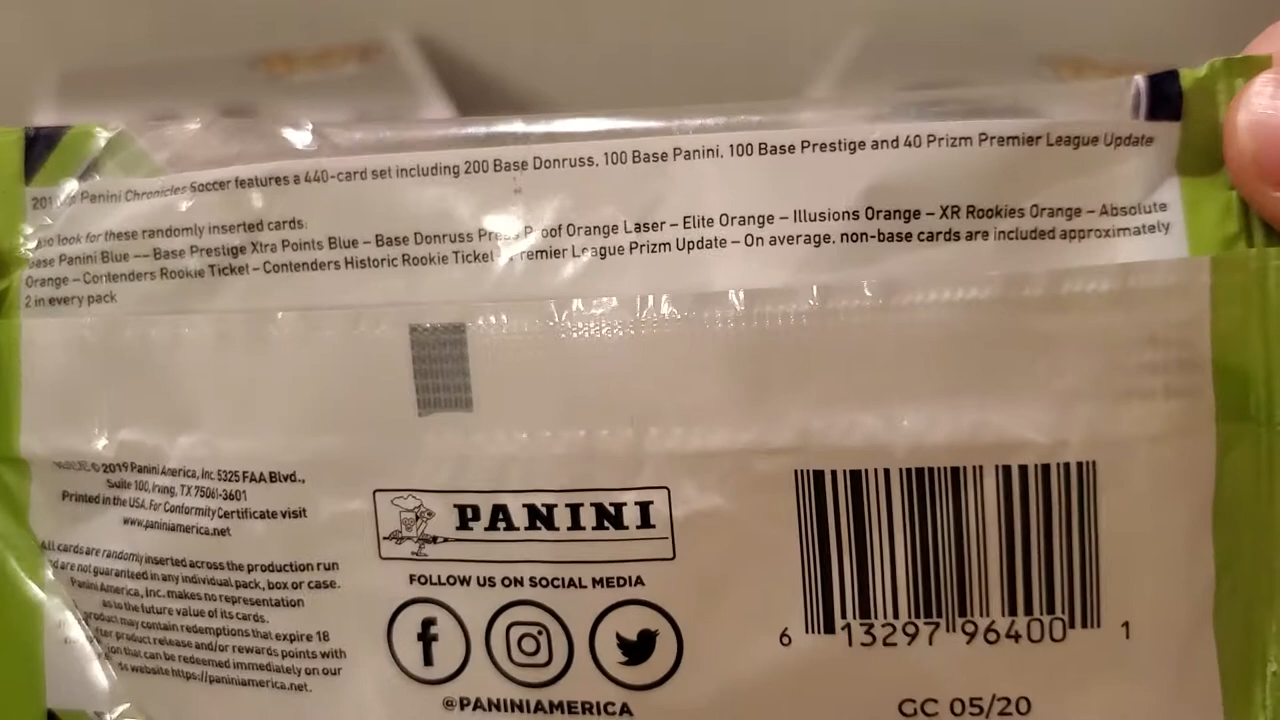 Panini Chronicles Soccer features a 440-card set including 200 Base Donruss, 100 Base Panini, 100 Base Prestige and 40 Prizm Premier League Update
look for these randomly inserted cards:
Base Panini Blue –– Base Prestige Xtra Points Blue – Base Donruss Press Proof Orange Laser – Elite Orange – Illusions Orange – XR Rookies Orange – Absolute
Orange – Contenders Rookie Ticket – Contenders Historic Rookie Ticket Premier League Prizm Update – On average, non-base cards are included approximately
2 in every pack
© 2019 Panini America, Inc. 5325 FAA Blvd.,
Suite 100, Irving, TX 75061-3601
Printed in the USA. For Conformity Certificate visit
www.paniniamerica.net
All cards are randomly inserted across the production run
and are not guaranteed in any individual pack, box or case.
Panini America, Inc. makes no representation
as to the future value of its cards.
product may contain redemptions that expire 18
after product release and/or rewards points with
that can be redeemed immediately on our
website https://paniniamerica.net.
PANINI
FOLLOW US ON SOCIAL MEDIA
@PANINIAMERICA
6 13297 96400 1
GC 05/20